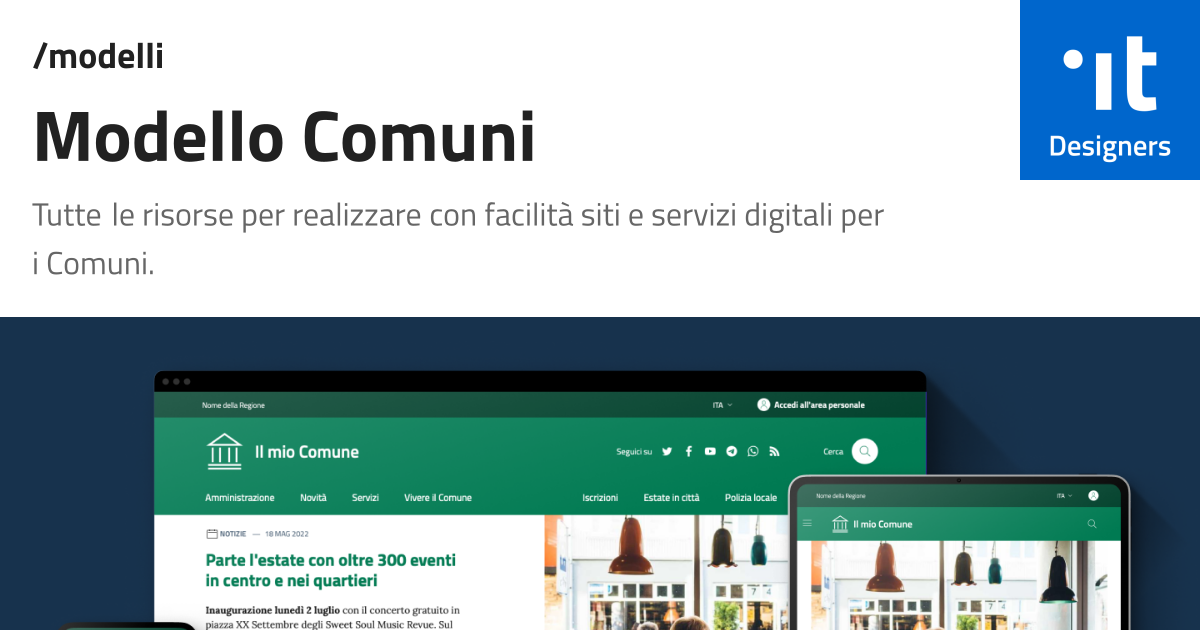 /modelli
Modello Comuni
Tutte le risorse per realizzare con facilità siti e servizi digitali per
i Comuni.
it
Designers
Nome della Regione
ITA
Accedi all'area personale
Il mio Comune
Seguici su
Cerca
Amministrazione Novità Servizi Vivere il Comune
Iscrizioni Estate in città Polizia locale
NOTIZIE — 18 MAG 2022
Parte l'estate con oltre 300 eventi
in centro e nei quartieri
Inaugurazione lunedì 2 luglio con il concerto gratuito in
piazza XX Settembre degli Sweet Soul Music Revue. Sul
7 4
Nome della Regione
ITA
Il mio Comune
7 4